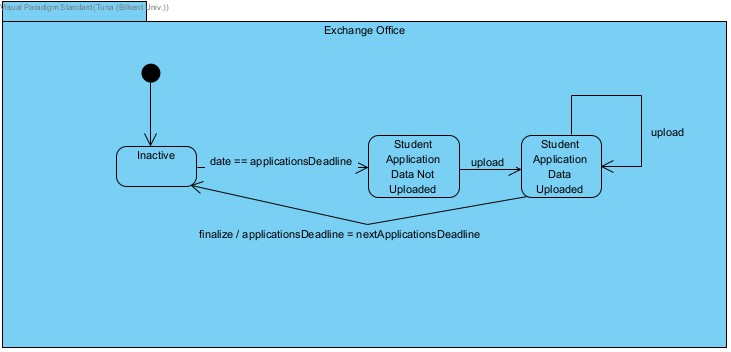 Visual Paradigm Standard(Tuna (Bilkent Univ.))
Exchange Office
Inactive
date == applicationsDeadline
Student
Application
Data Not
Uploaded
upload
Student
Application
Data
Uploaded
upload
finalize / applicationsDeadline = nextApplicationsDeadline